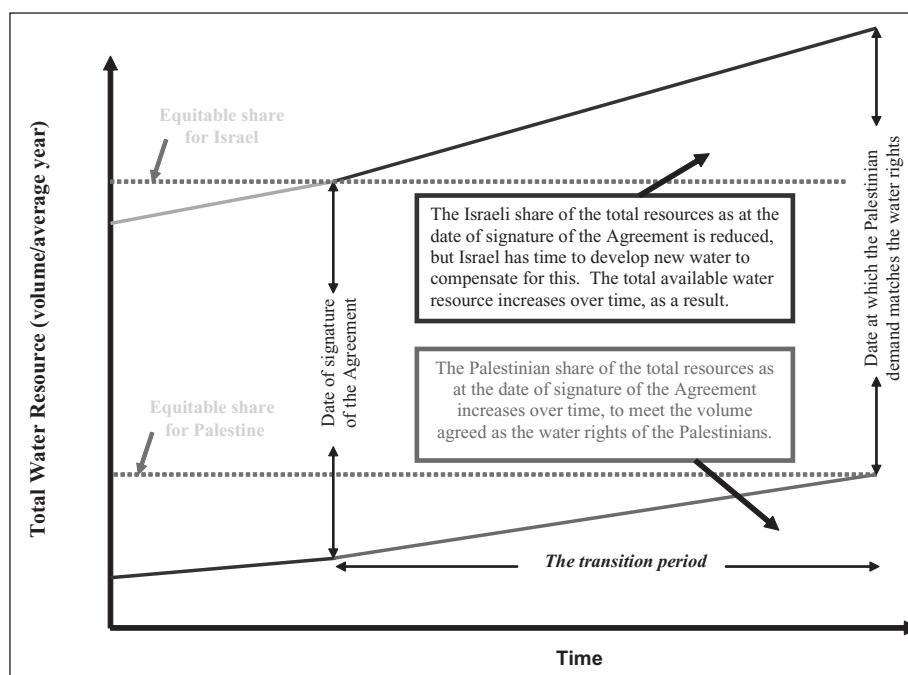 Total Water Resource (volume/average year)
Equitable share
for Israel
The Israeli share of the total resources as at the
date of signature of the Agreement is reduced,
but Israel has time to develop new water to
compensate for this.  The total available water
resource increases over time, as a result.
Date of signature
of the Agreement
Date at which the Palestinian
demand matches the water rights
The Palestinian share of the total resources as
at the date of signature of the Agreement
increases over time, to meet the volume
agreed as the water rights of the Palestinians.
Equitable share
for Palestine
The transition period
Time